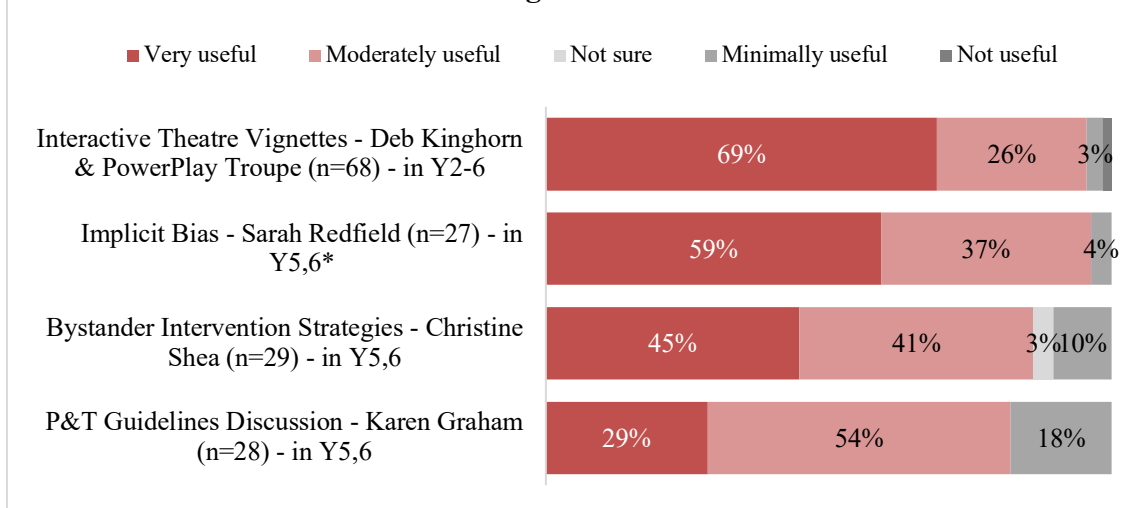 Very useful Moderately useful Not sure Minimally useful Not useful
Interactive Theatre Vignettes - Deb Kinghorn
& PowerPlay Troupe (n=68) - in Y2-6
69% 26% 3%
Implicit Bias - Sarah Redfield (n=27) - in
Y5,6*
59% 37% 4%
Bystander Intervention Strategies - Christine
Shea (n=29) - in Y5,6
45% 41% 3% 10%
P&T Guidelines Discussion - Karen Graham
(n=28) - in Y5,6
29% 54% 18%